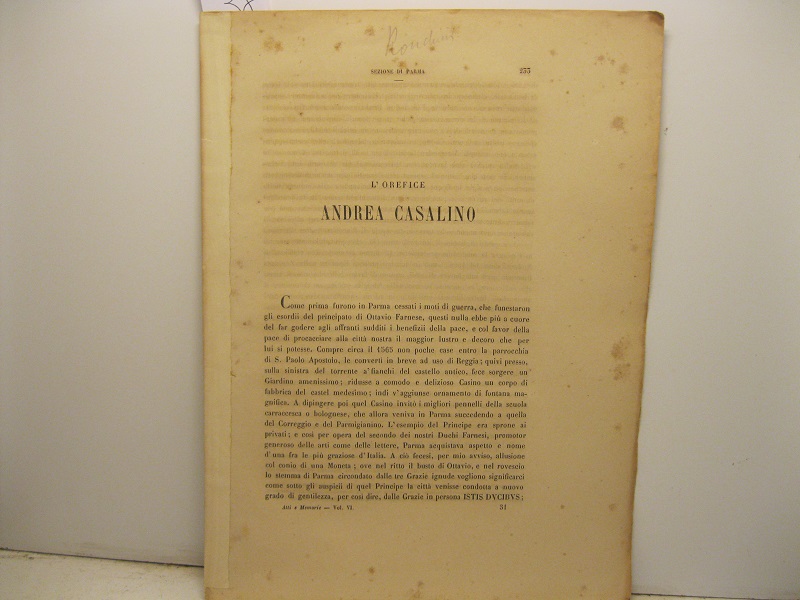 38
Rondani
SEZIONE DI PARMA 233
L' OREFICE
ANDREA CASALINO
Come prima furono in Parma cessati i moti di guerra, che funestaron
gli esordii del principato di Ottavio Farnese, questi nulla ebbe più a cuore
del far godere agli affranti sudditi i benefizii della pace, e col favor della
pace di procacciare alla città nostra il maggior lustro e decoro che per
lui si potesse. Compre circa il 1565 non poche case entro la parrocchia
di S. Paolo Apostolo, le convertì in breve ad uso di Reggia; quivi presso,
sulla sinistra del torrente a' fianchi del castello antico, fece sorgere un
Giardino amenissimo; ridusse a comodo e delizioso Casino un corpo di
fabbrica del castel medesimo; indi v'aggiunse ornamento di fontana ma-
gnifica. A dipingere poi quel Casino invitò i migliori pennelli della scuola
carraccesca o bolognese, che allora veniva in Parma succedendo a quella
del Correggio e del Parmigianino. L'esempio del Principe era sprone ai
privati; e così per opera del secondo dei nostri Duchi Farnesi, promotor
generoso delle arti come delle lettere, Parma acquistava aspetto e nome
d'una fra le più graziose d'Italia. A ciò fecesi, per mio avviso, allusione
sul conio di una Moneta; ove nel ritto il busto di Ottavio, e nel rovescio
lo stemma di Parma circondato dalle tre Grazie ignude vogliono significarci
come sotto gli auspicii di quel Principe la città venisse condotta a nuovo
grado di gentilezza, per così dire, dalle Grazie in persona ISTIS DVCIBVS;
Atti e Memorie — Vol. VI. 31